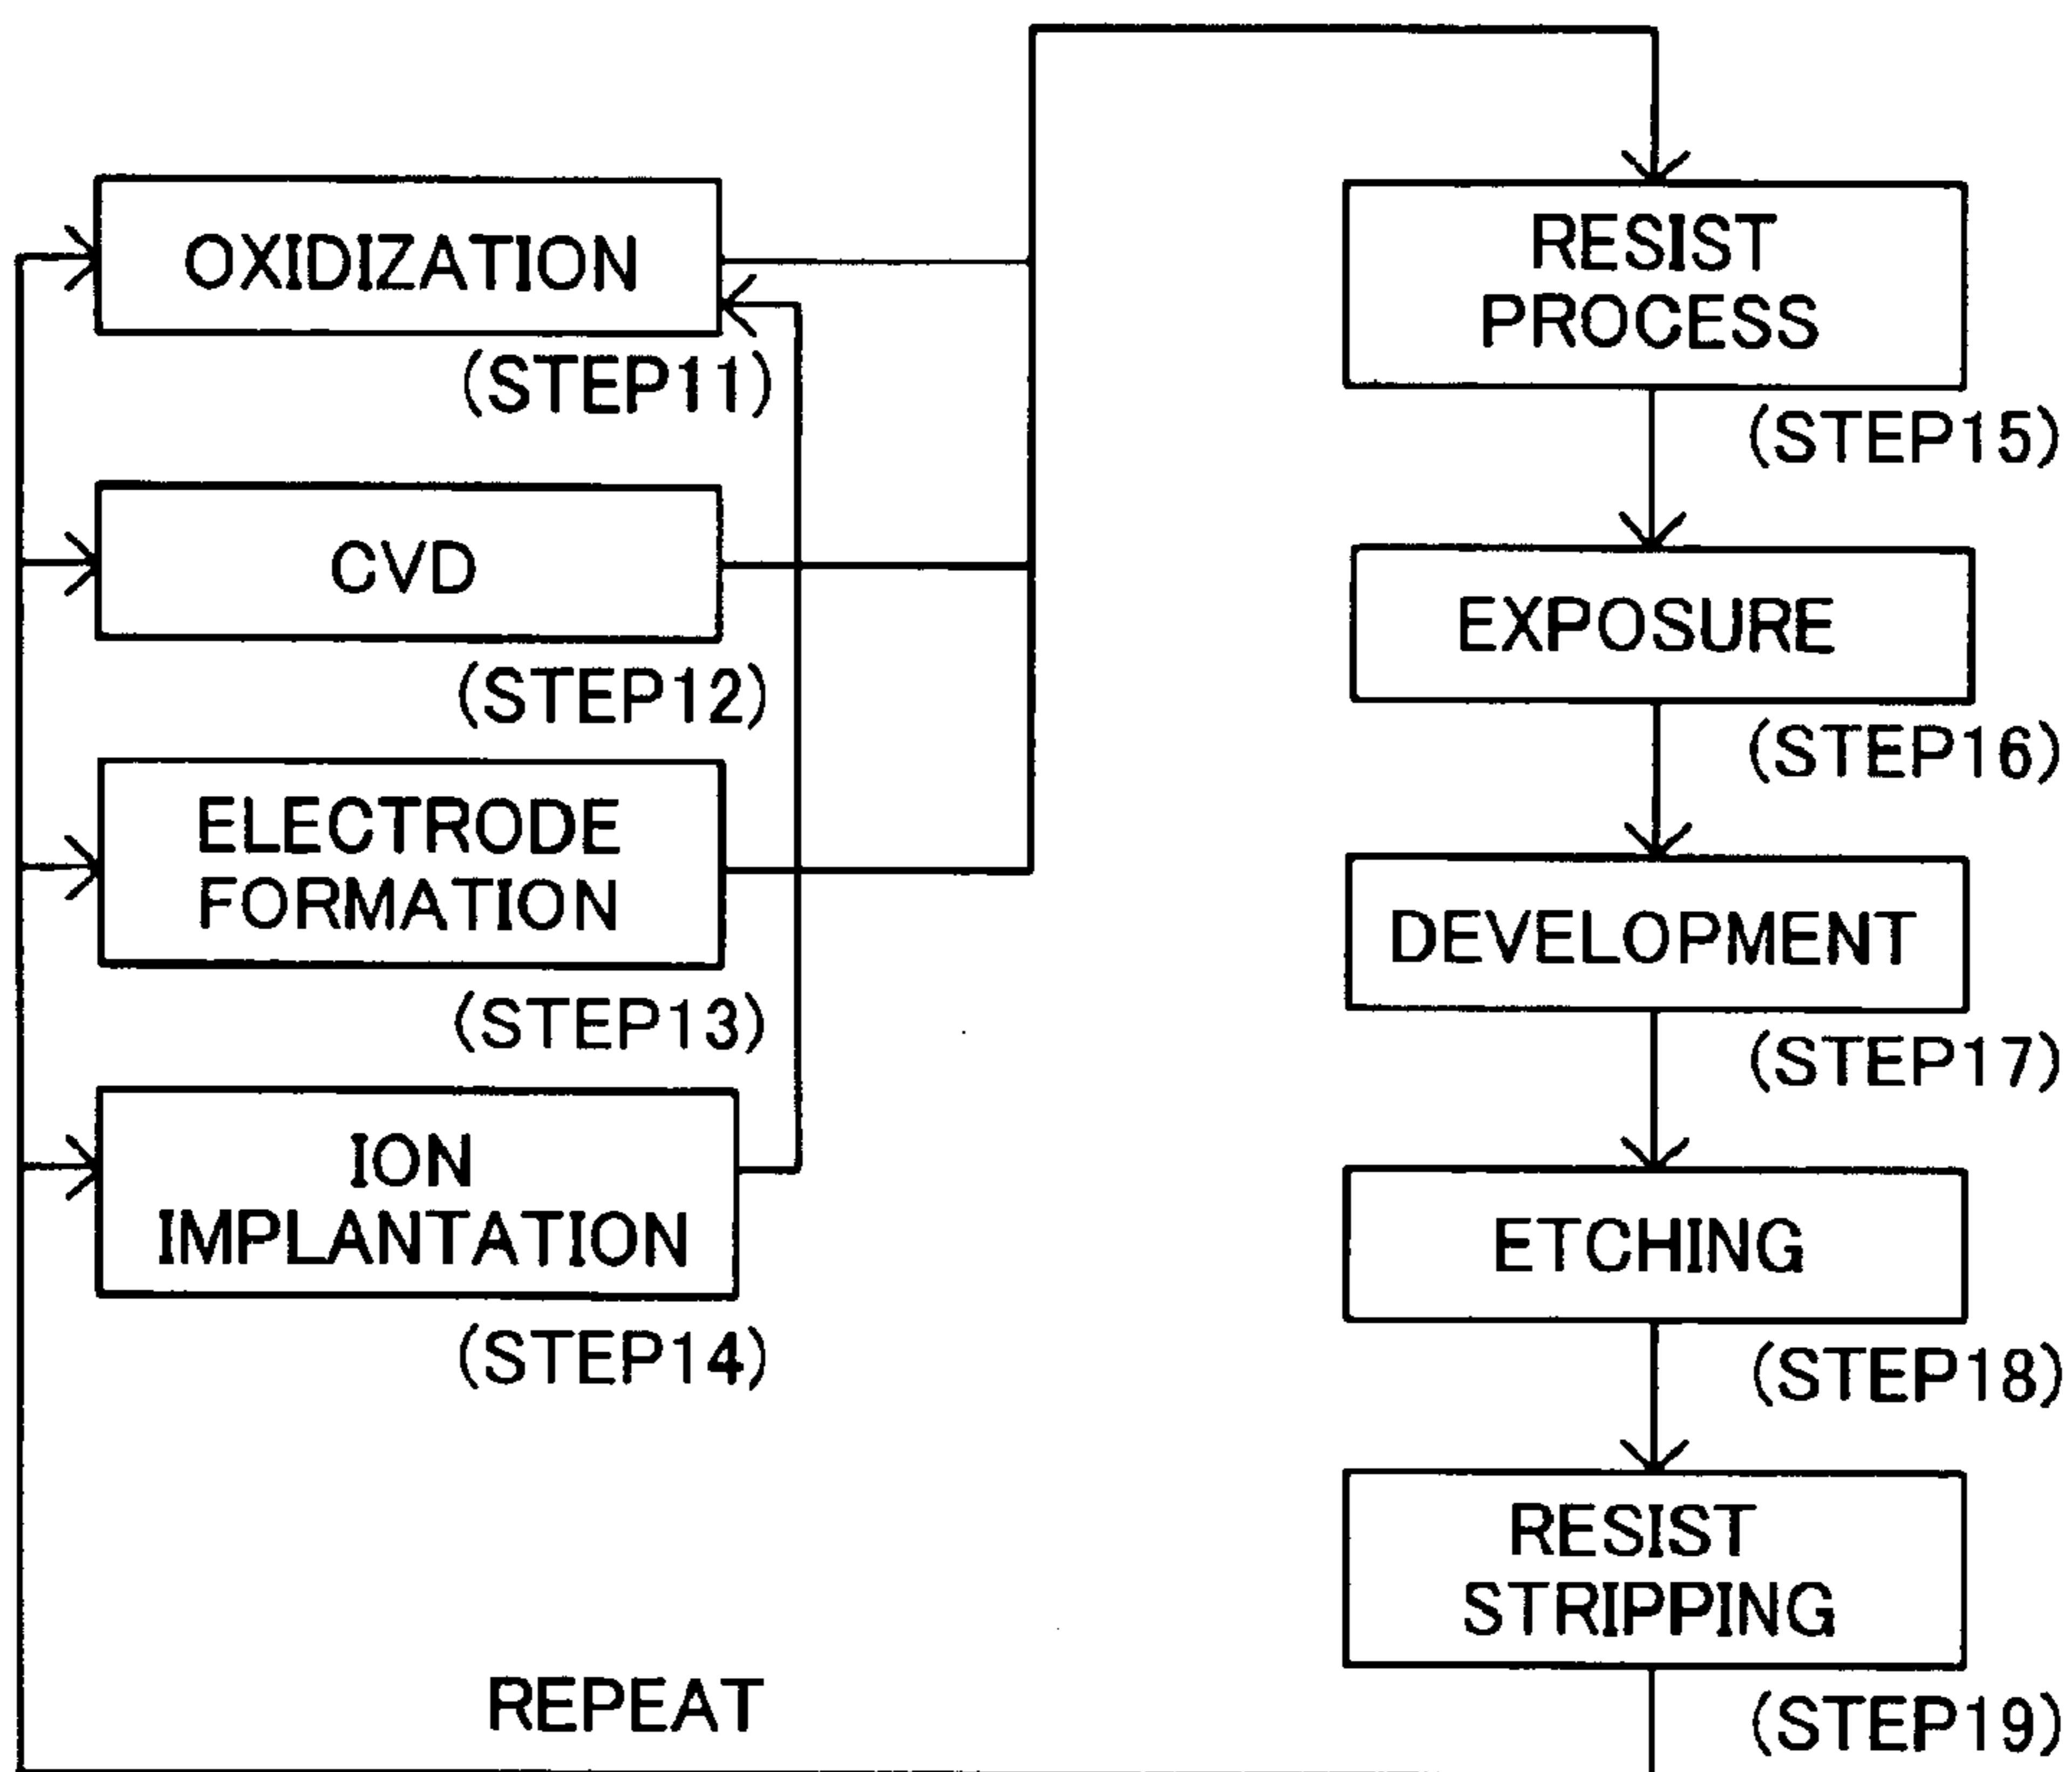 OXIDIZATION
(STEP11)
CVD
(STEP12)
ELECTRODE
FORMATION
(STEP13)
ION
IMPLANTATION
(STEP14)
REPEAT
RESIST
PROCESS
(STEP15)
EXPOSURE
(STEP16)
DEVELOPMENT
(STEP17)
ETCHING
(STEP18)
RESIST
STRIPPING
(STEP19)